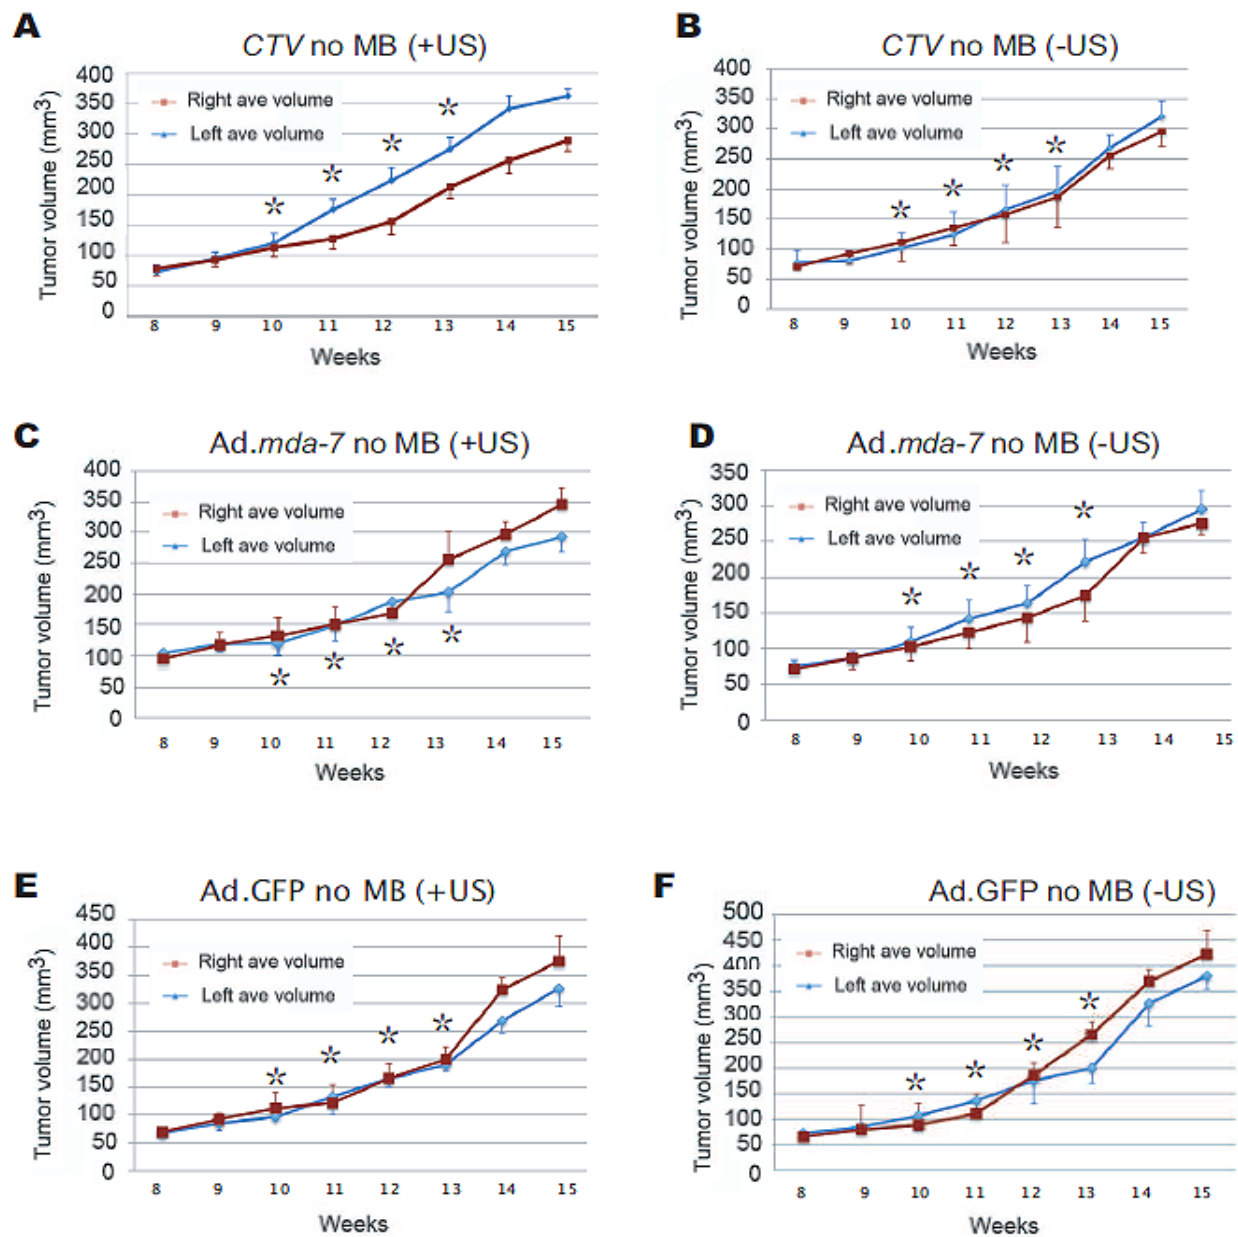 A
CTV no MB (+US)
Tumor volume (mm3)
400
350
300
250
200
150
100
50
0
Right ave volume
Left ave volume
*
*
*
*
8 9 10 11 12 13 14 15
Weeks
B
CTV no MB (-US)
Tumor volume (mm3)
400
350
300
250
200
150
100
50
0
Right ave volume
Left ave volume
*
*
*
*
8 9 10 11 12 13 14 15
Weeks
C
Ad.mda-7 no MB (+US)
Tumor volume (mm3)
400
350
300
250
200
150
100
50
0
Right ave volume
Left ave volume
*
*
*
*
8 9 10 11 12 13 14 15
Weeks
D
Ad.mda-7 no MB (-US)
Tumor volume (mm3)
350
300
250
200
150
100
50
0
Right ave volume
Left ave volume
*
*
*
*
8 9 10 11 12 13 14 15
Weeks
E
Ad.GFP no MB (+US)
Tumor volume (mm3)
450
400
350
300
250
200
150
100
50
0
Right ave volume
Left ave volume
*
*
*
*
8 9 10 11 12 13 14 15
Weeks
F
Ad.GFP no MB (-US)
Tumor volume (mm3)
500
450
400
350
300
250
200
150
100
50
0
Right ave volume
Left ave volume
*
*
*
*
8 9 10 11 12 13 14 15
Weeks